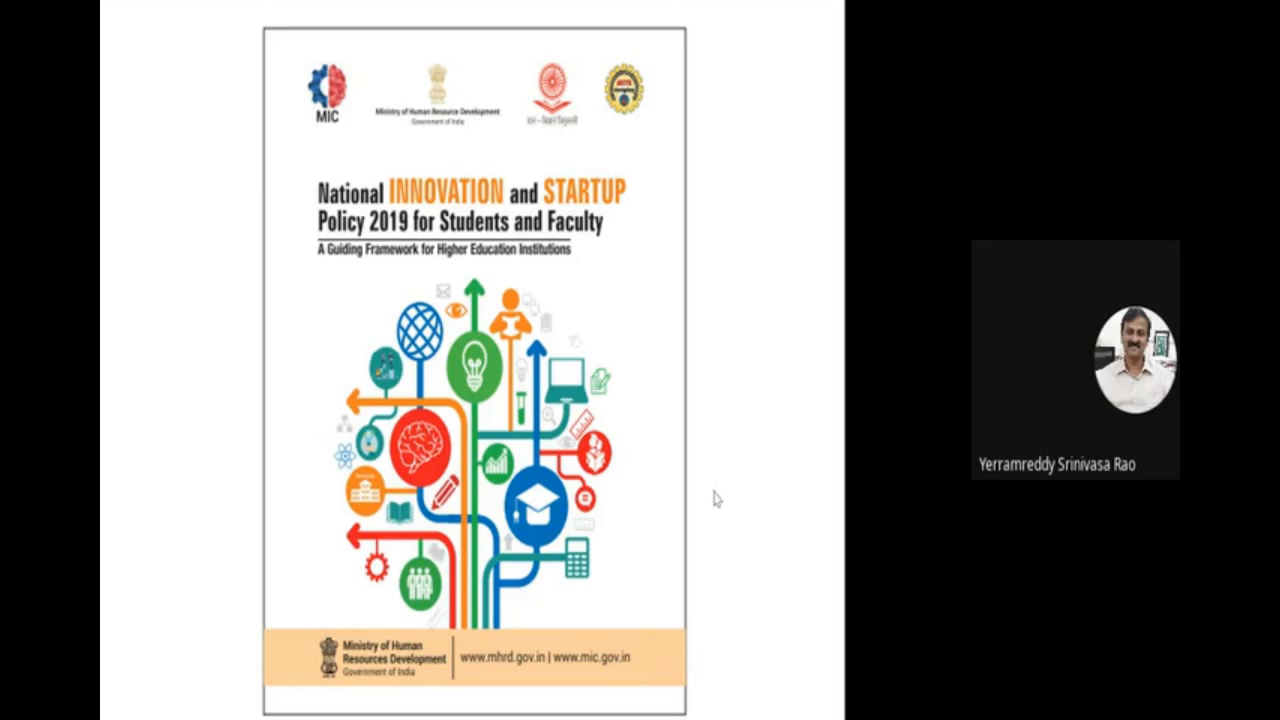 MIC
Ministry of Human Resource Development
Government of India
National INNOVATION and STARTUP
Policy 2019 for Students and Faculty
A Guiding Framework for Higher Education Institutions
Ministry of Human
Resources Development
Government of India
www.mhrd.gov.in | www.mic.gov.in
Yerramreddy Srinivasa Rao